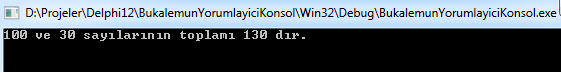 D:\Projeler\Delphi12\BukalemunYorumlayiciKonsol\Win32\Debug\BukalemunYorumlayiciKonsol.exe
100 ve 30 sayılarının toplamı 130 dır.